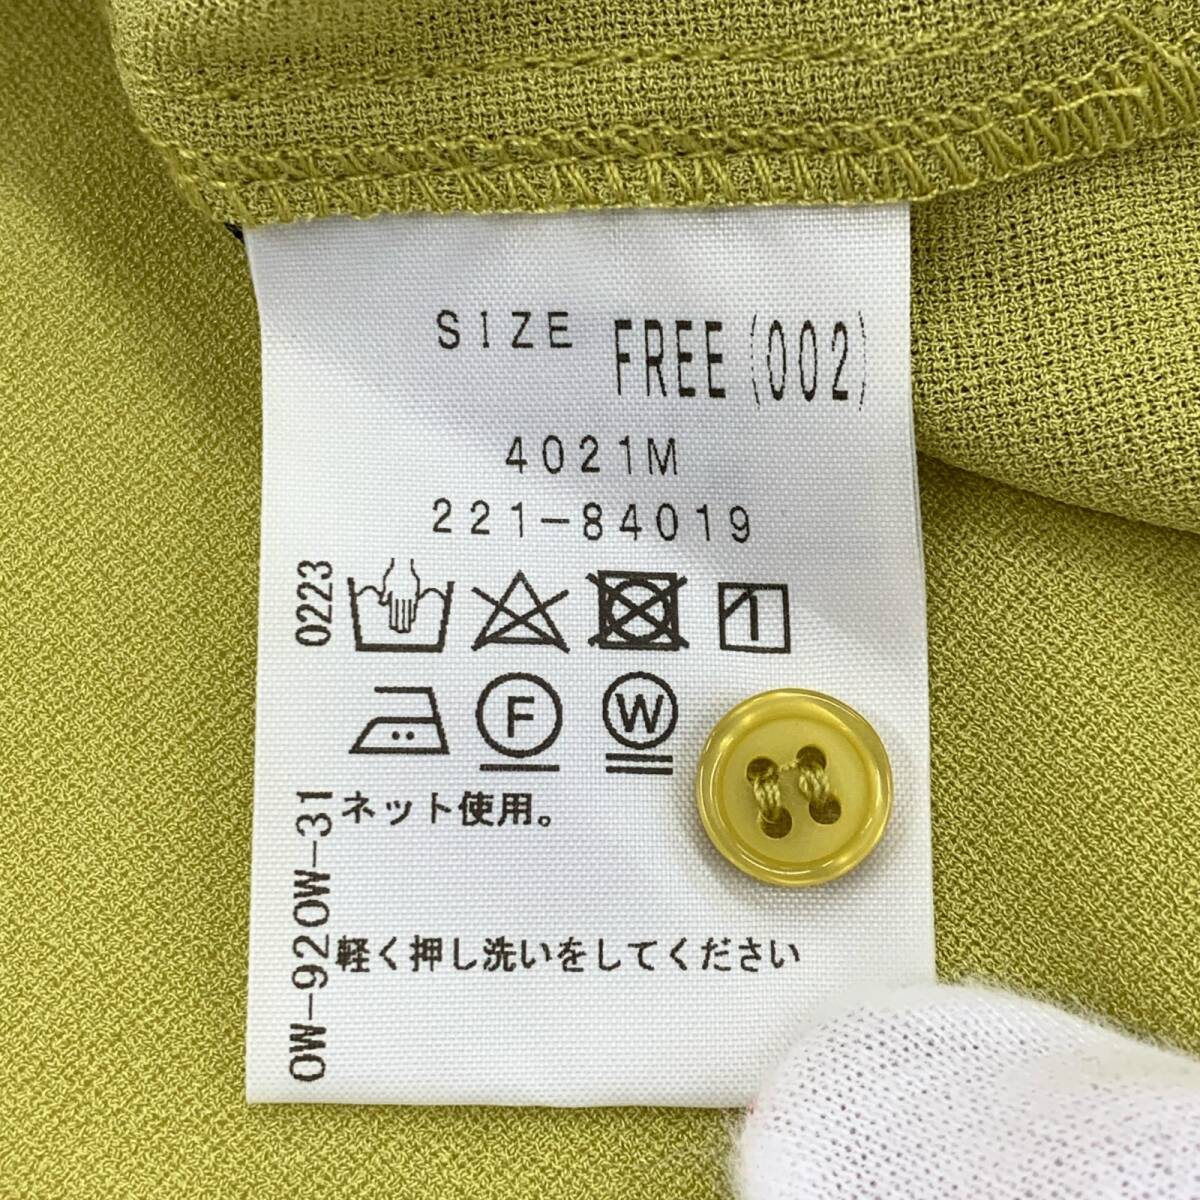 SIZE FREE(002)
4021M
221-84019
0223
F W
ネット使用。
軽く押し洗いをしてください
0W-920W-31